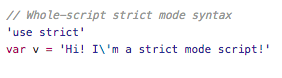 // Whole-script strict mode syntax
'use strict'
var v = 'Hi! I\'m a strict mode script!'